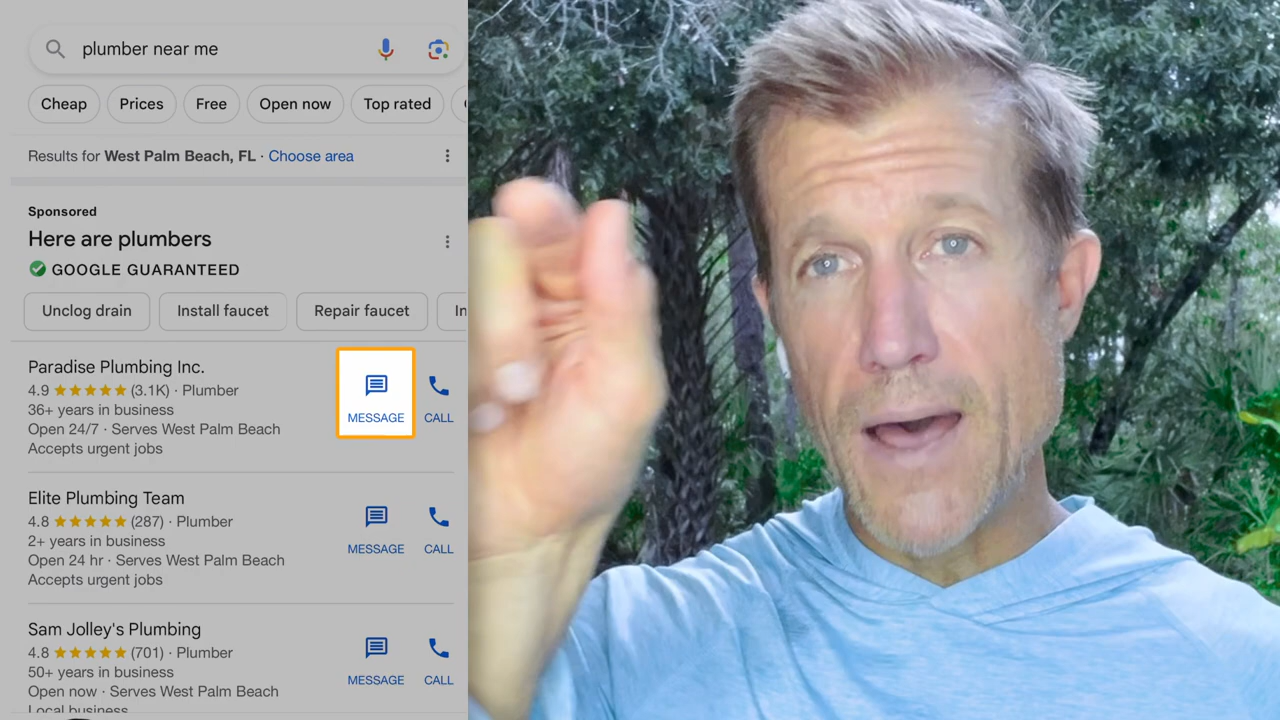 plumber near me
Cheap Prices Free Open now Top rated
Results for West Palm Beach, FL · Choose area
Sponsored
Here are plumbers
GOOGLE GUARANTEED
Unclog drain Install faucet Repair faucet In
Paradise Plumbing Inc.
4.9 ★★★★★ (3.1K) · Plumber
36+ years in business
Open 24/7 · Serves West Palm Beach
Accepts urgent jobs
MESSAGE CALL
Elite Plumbing Team
4.8 ★★★★★ (287) · Plumber
2+ years in business
Open 24 hr · Serves West Palm Beach
Accepts urgent jobs
MESSAGE CALL
Sam Jolley's Plumbing
4.8 ★★★★★ (701) · Plumber
50+ years in business
Open now · Serves West Palm Beach
Local business
MESSAGE CALL